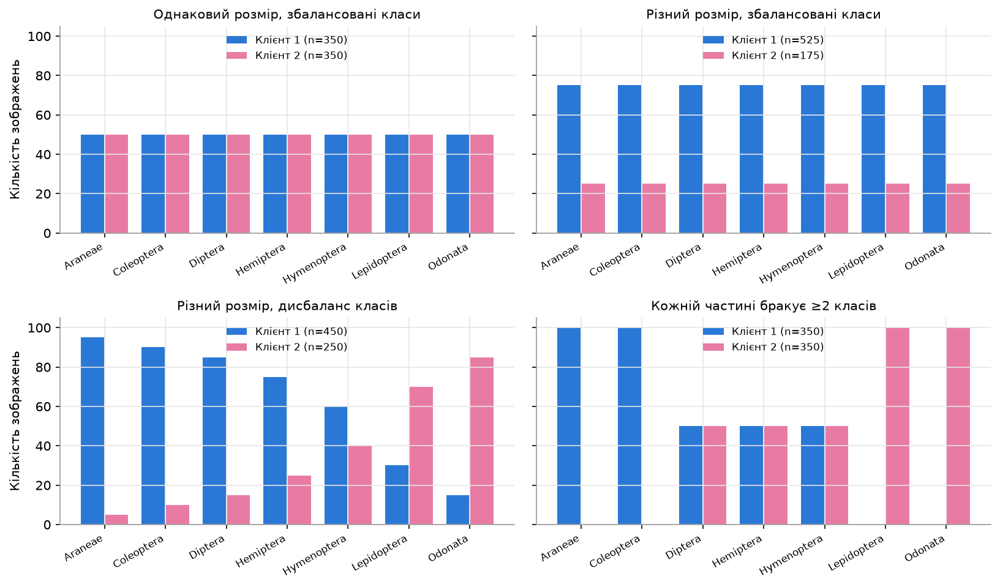 Однаковий розмір, збалансовані класи
Клієнт 1 (n=350)
Клієнт 2 (n=350)
Кількість зображень
100
80
60
40
20
0
Araneae
Coleoptera
Diptera
Hemiptera
Hymenoptera
Lepidoptera
Odonata
Різний розмір, збалансовані класи
Клієнт 1 (n=525)
Клієнт 2 (n=175)
Araneae
Coleoptera
Diptera
Hemiptera
Hymenoptera
Lepidoptera
Odonata
Різний розмір, дисбаланс класів
Клієнт 1 (n=450)
Клієнт 2 (n=250)
Кількість зображень
100
80
60
40
20
0
Araneae
Coleoptera
Diptera
Hemiptera
Hymenoptera
Lepidoptera
Odonata
Кожній частині бракує ≥2 класів
Клієнт 1 (n=350)
Клієнт 2 (n=350)
Araneae
Coleoptera
Diptera
Hemiptera
Hymenoptera
Lepidoptera
Odonata